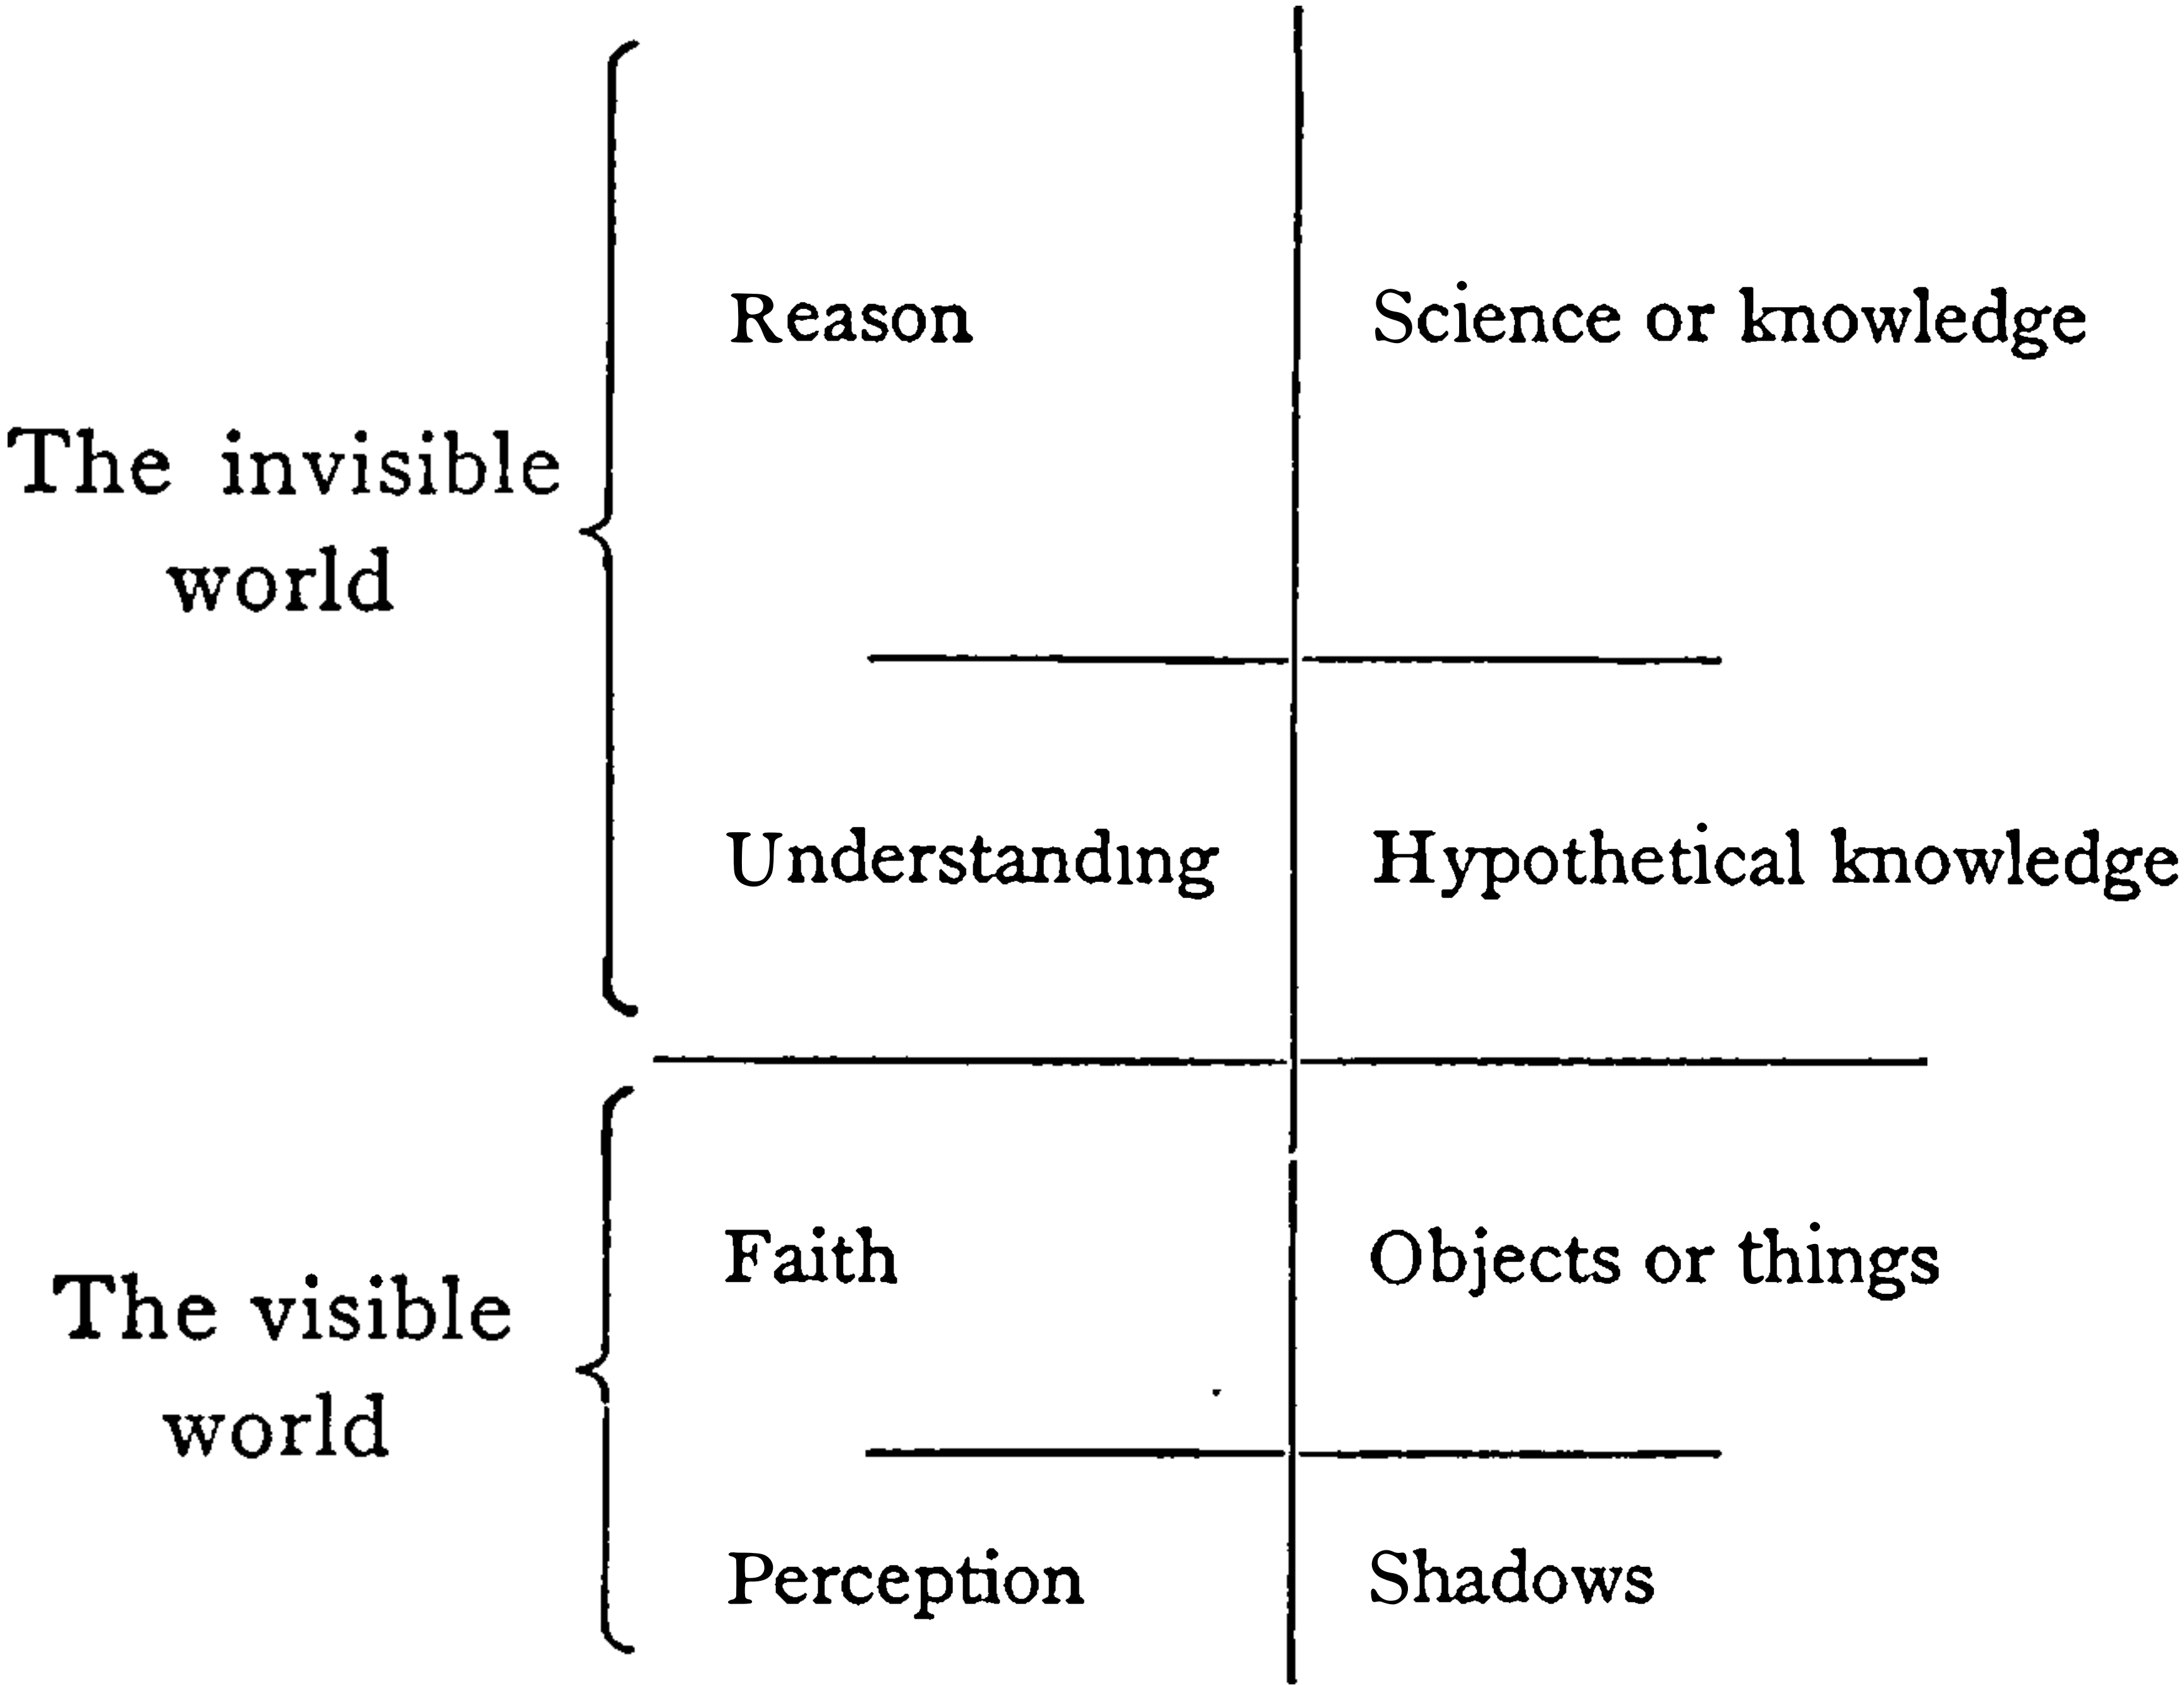 Reason
Science or knowledge
The invisible
world
Understanding
Hypothetical knowledge
Faith
Objects or things
The visible
world
Perception
Shadows